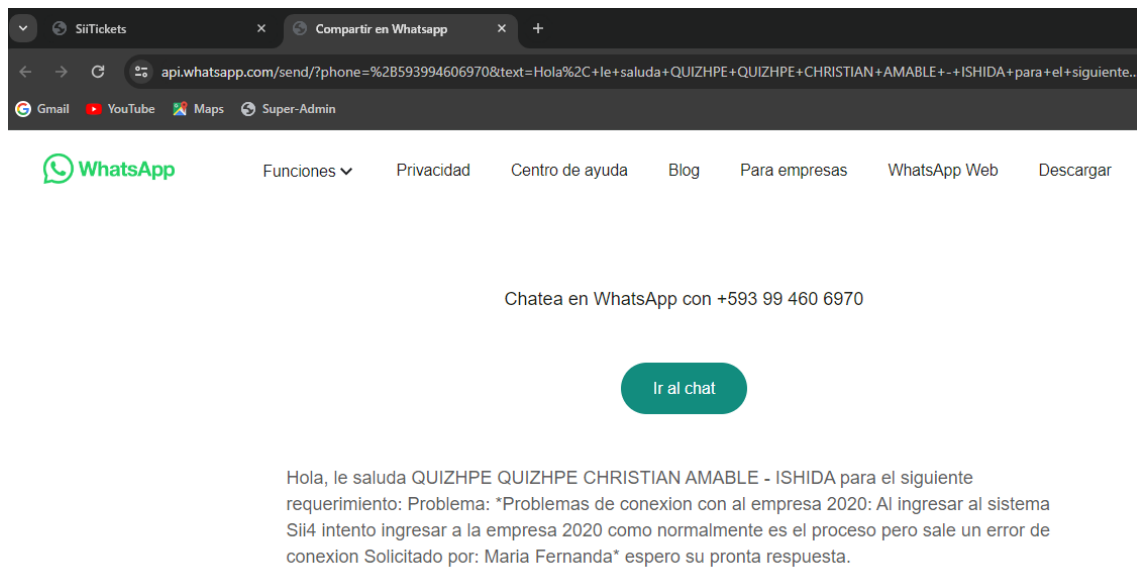 SiiTickets
Compartir en Whatsapp
api.whatsapp.com/send/?phone=%2B593994606970&text=Hola%2C+le+saluda+QUIZHPE+QUIZHPE+CHRISTIAN+AMABLE+-+ISHIDA+para+el+siguiente...
Gmail YouTube Maps Super-Admin
WhatsApp Funciones Privacidad Centro de ayuda Blog Para empresas WhatsApp Web Descargar
Chatea en WhatsApp con +593 99 460 6970
Ir al chat
Hola, le saluda QUIZHPE QUIZHPE CHRISTIAN AMABLE - ISHIDA para el siguiente
requerimiento: Problema: *Problemas de conexion con al empresa 2020: Al ingresar al sistema
Sii4 intento ingresar a la empresa 2020 como normalmente es el proceso pero sale un error de
conexion Solicitado por: Maria Fernanda* espero su pronta respuesta.